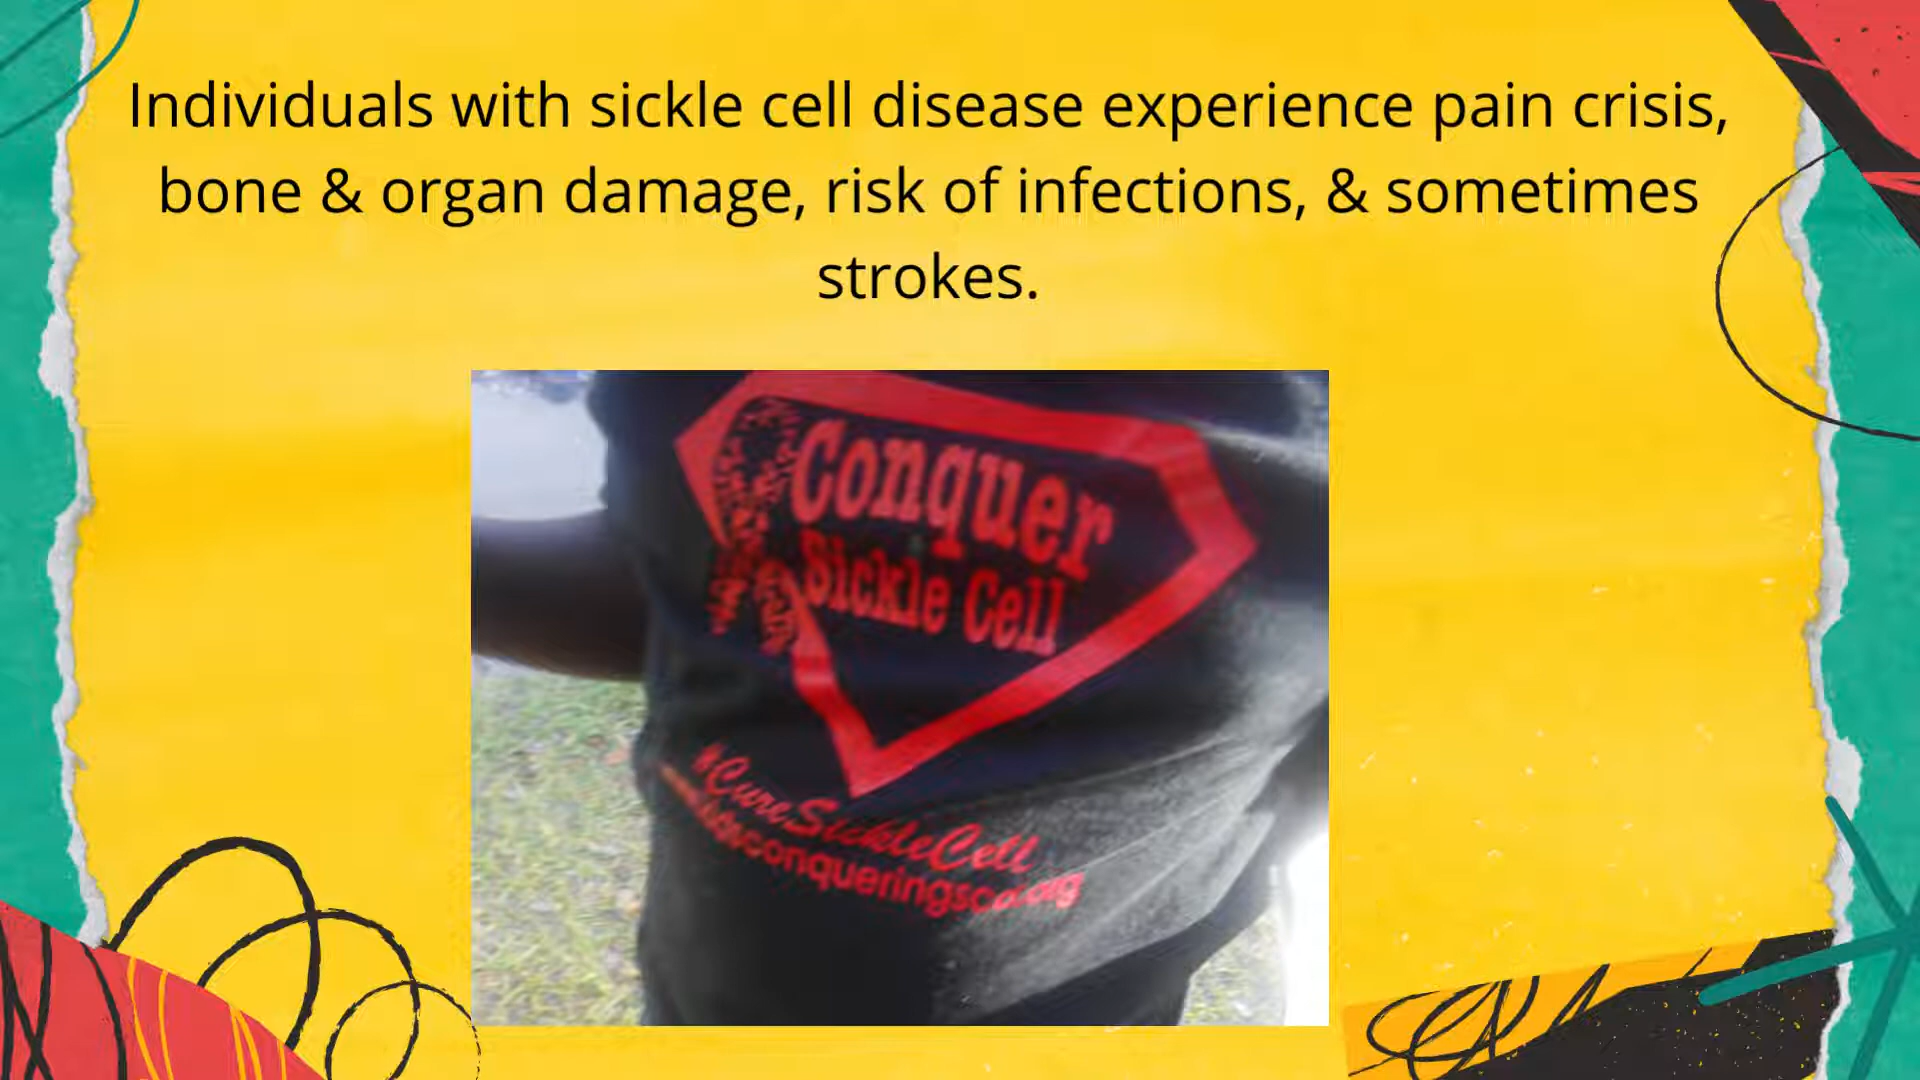 Individuals with sickle cell disease experience pain crisis,
bone & organ damage, risk of infections, & sometimes
strokes.
Conquer
Sickle Cell
#CureSickleCell